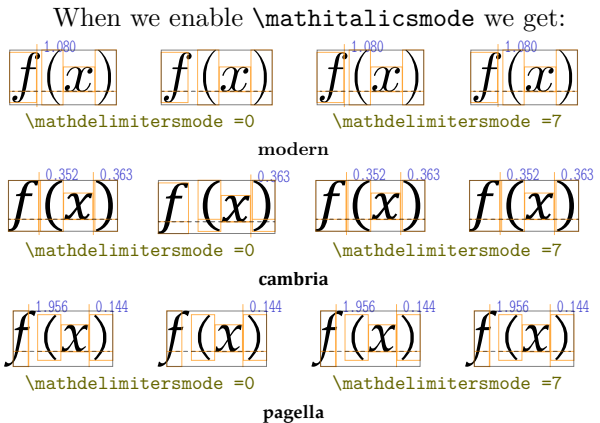 When we enable \mathitalicsmode we get:
1.080 1.080
f(x) f(x) f(x) f(x)
\mathdelimitersmode =0 \mathdelimitersmode =7
modern
0.352 0.363 0.363 0.352 0.363 0.352 0.363
f(x) f(x) f(x) f(x)
\mathdelimitersmode =0 \mathdelimitersmode =7
cambria
1.956 0.144 0.144 1.956 0.144 1.956 0.144
f(x) f(x) f(x) f(x)
\mathdelimitersmode =0 \mathdelimitersmode =7
pagella